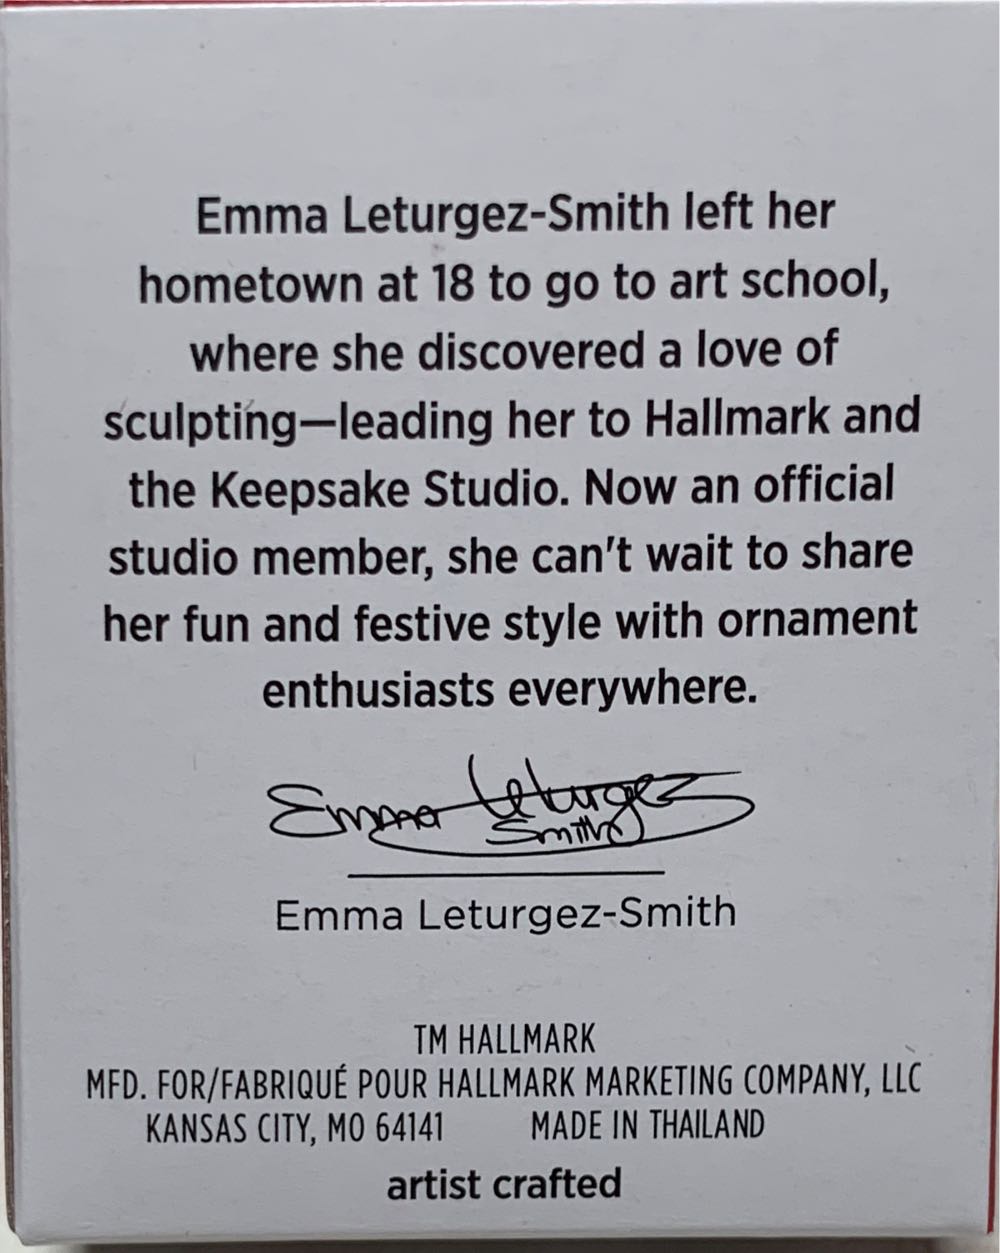 Emma Leturgez-Smith left her
hometown at 18 to go to art school,
where she discovered a love of
sculpting—leading her to Hallmark and
the Keepsake Studio. Now an official
studio member, she can't wait to share
her fun and festive style with ornament
enthusiasts everywhere.
Emma Leturgez
Smith
Emma Leturgez-Smith
TM HALLMARK
MFD. FOR/FABRIQUÉ POUR HALLMARK MARKETING COMPANY, LLC
KANSAS CITY, MO 64141 MADE IN THAILAND
artist crafted